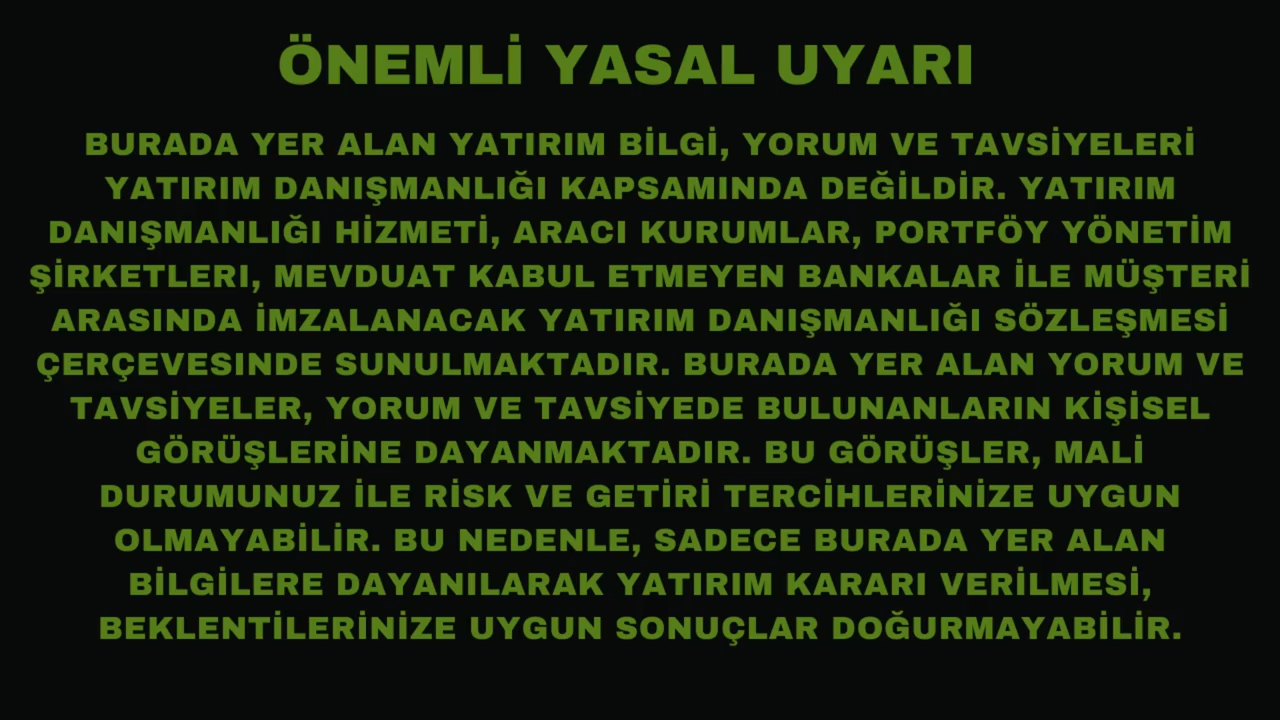 ÖNEMLİ YASAL UYARI
BURADA YER ALAN YATIRIM BİLGİ, YORUM VE TAVSİYELERİ
YATIRIM DANIŞMANLIĞI KAPSAMINDA DEĞİLDİR. YATIRIM
DANIŞMANLIĞI HİZMETİ, ARACI KURUMLAR, PORTFÖY YÖNETİM
ŞİRKETLERI, MEVDUAT KABUL ETMEYEN BANKALAR İLE MÜŞTERİ
ARASINDA İMZALANACAK YATIRIM DANIŞMANLIĞI SÖZLEŞMESİ
ÇERÇEVESINDE SUNULMAKTADIR. BURADA YER ALAN YORUM VE
TAVSİYELER, YORUM VE TAVSİYEDE BULUNANLARIN KİŞİSEL
GÖRÜŞLERİNE DAYANMAKTADIR. BU GÖRÜŞLER, MALİ
DURUMUNUZ İLE RİSK VE GETİRİ TERCİHLERİNİZE UYGUN
OLMAYABİLİR. BU NEDENLE, SADECE BURADA YER ALAN
BİLGİLERE DAYANILARAK YATIRIM KARARI VERİLMESİ,
BEKLENTİLERİNİZE UYGUN SONUÇLAR DOĞURMAYABİLİR.